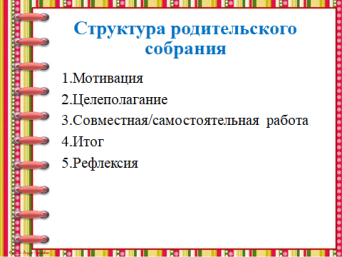 Структура родительского
собрания
1.Мотивация
2.Целеполагание
3.Совместная/самостоятельная работа
4.Итог
5.Рефлексия